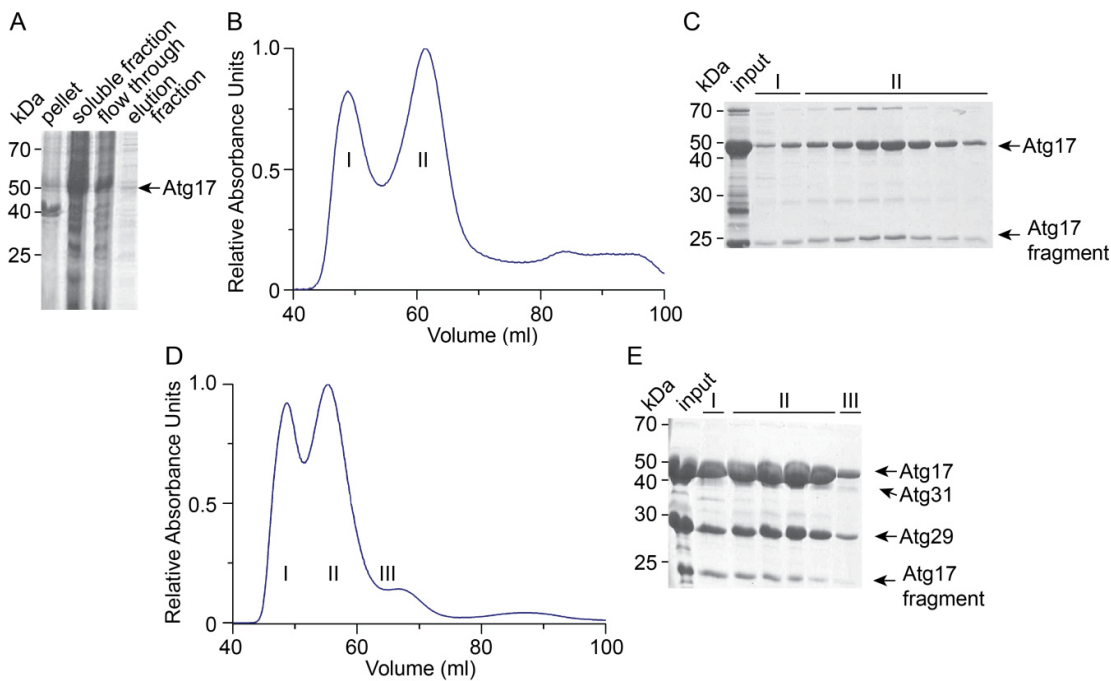 A
kDa
pellet
soluble fraction
flow through
elution
fraction
70
50
40
25
Atg17
B
Relative Absorbance Units
1.0
0.5
0
I
II
40
60
80
100
Volume (ml)
C
kDa
input
I
II
70
50
40
30
25
Atg17
Atg17
fragment
D
Relative Absorbance Units
1.0
0.5
0
I
II
III
40
60
80
100
Volume (ml)
E
kDa
input
I
II
III
70
50
40
30
25
Atg17
Atg31
Atg29
Atg17
fragment